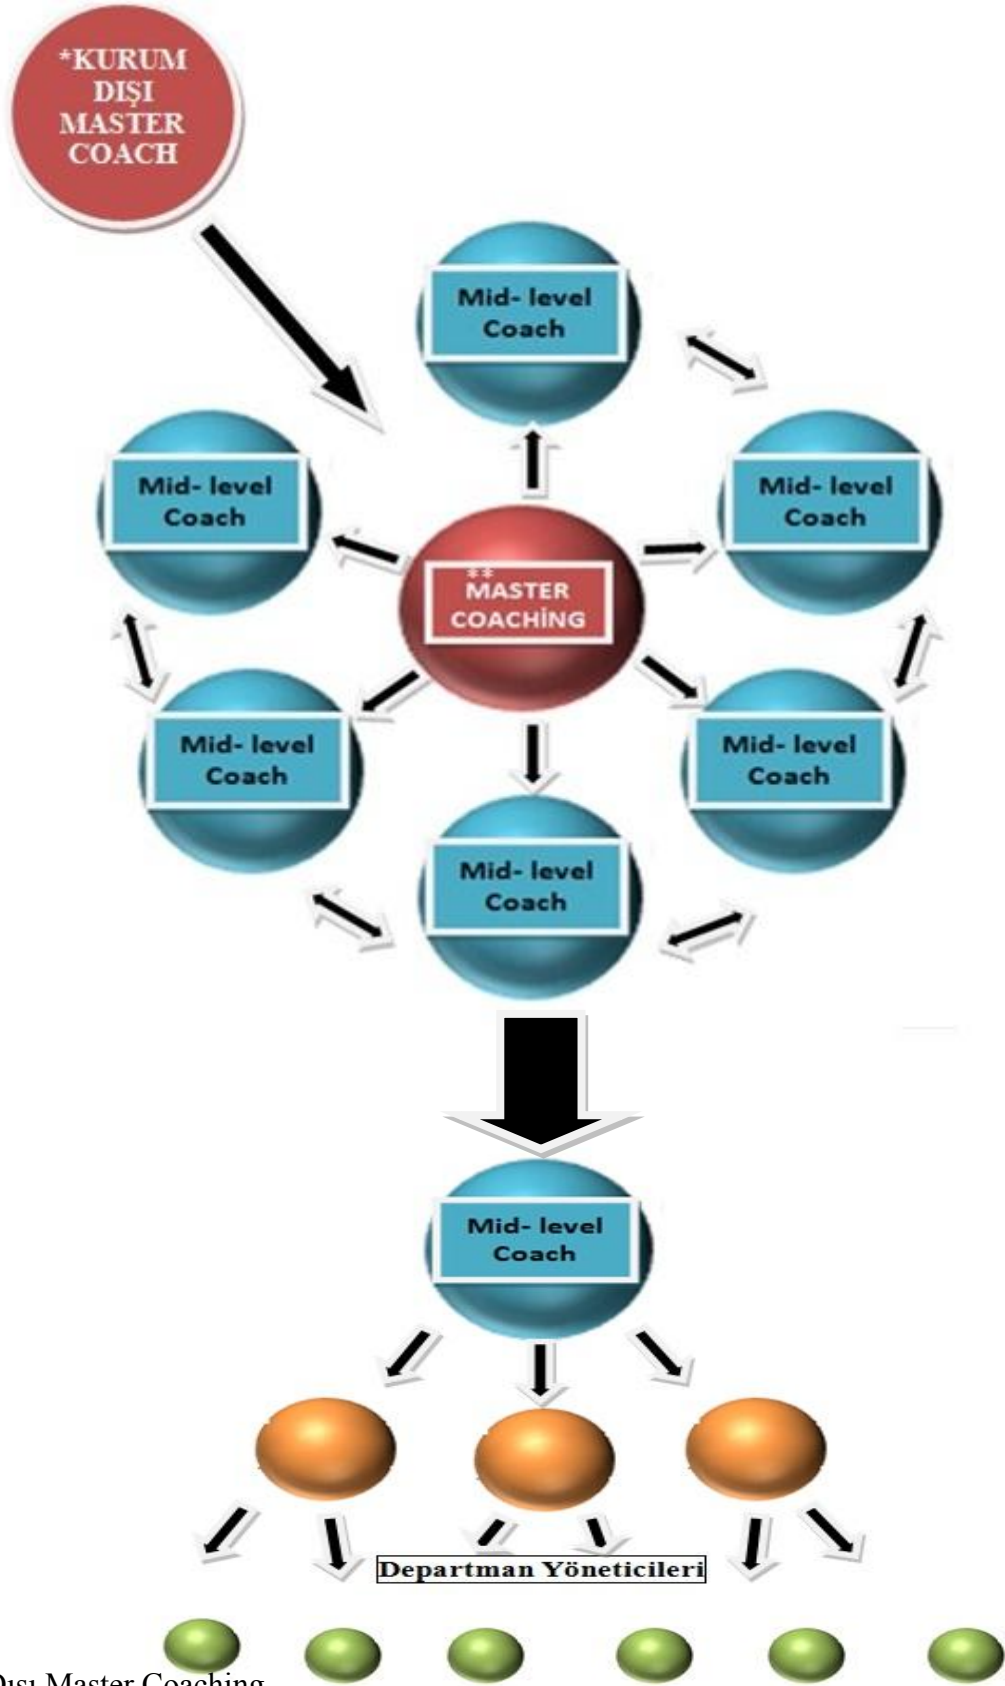 *KURUM
DIŞI
MASTER
COACH
Mid- level
Coach
Mid- level
Coach
Mid- level
Coach
**
MASTER
COACHİNG
Mid- level
Coach
Mid- level
Coach
Mid- level
Coach
Mid- level
Coach
Departman Yöneticileri
Master Coaching